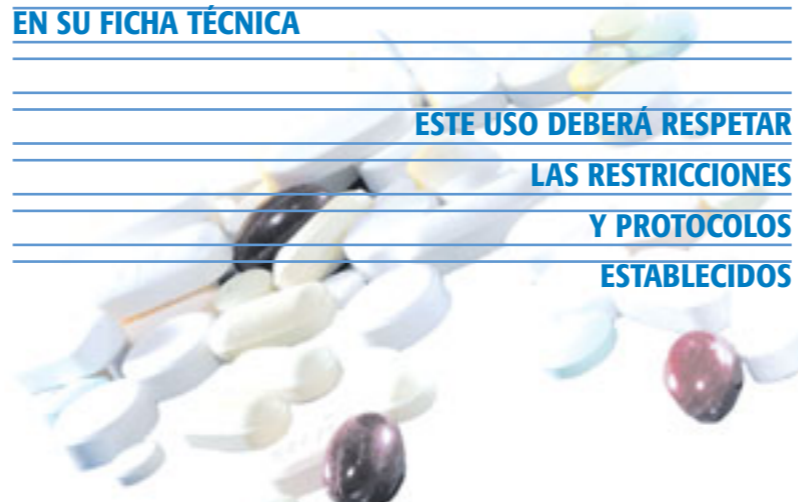 EN SU FICHA TÉCNICA
ESTE USO DEBERÁ RESPETAR
LAS RESTRICCIONES
Y PROTOCOLOS
ESTABLECIDOS